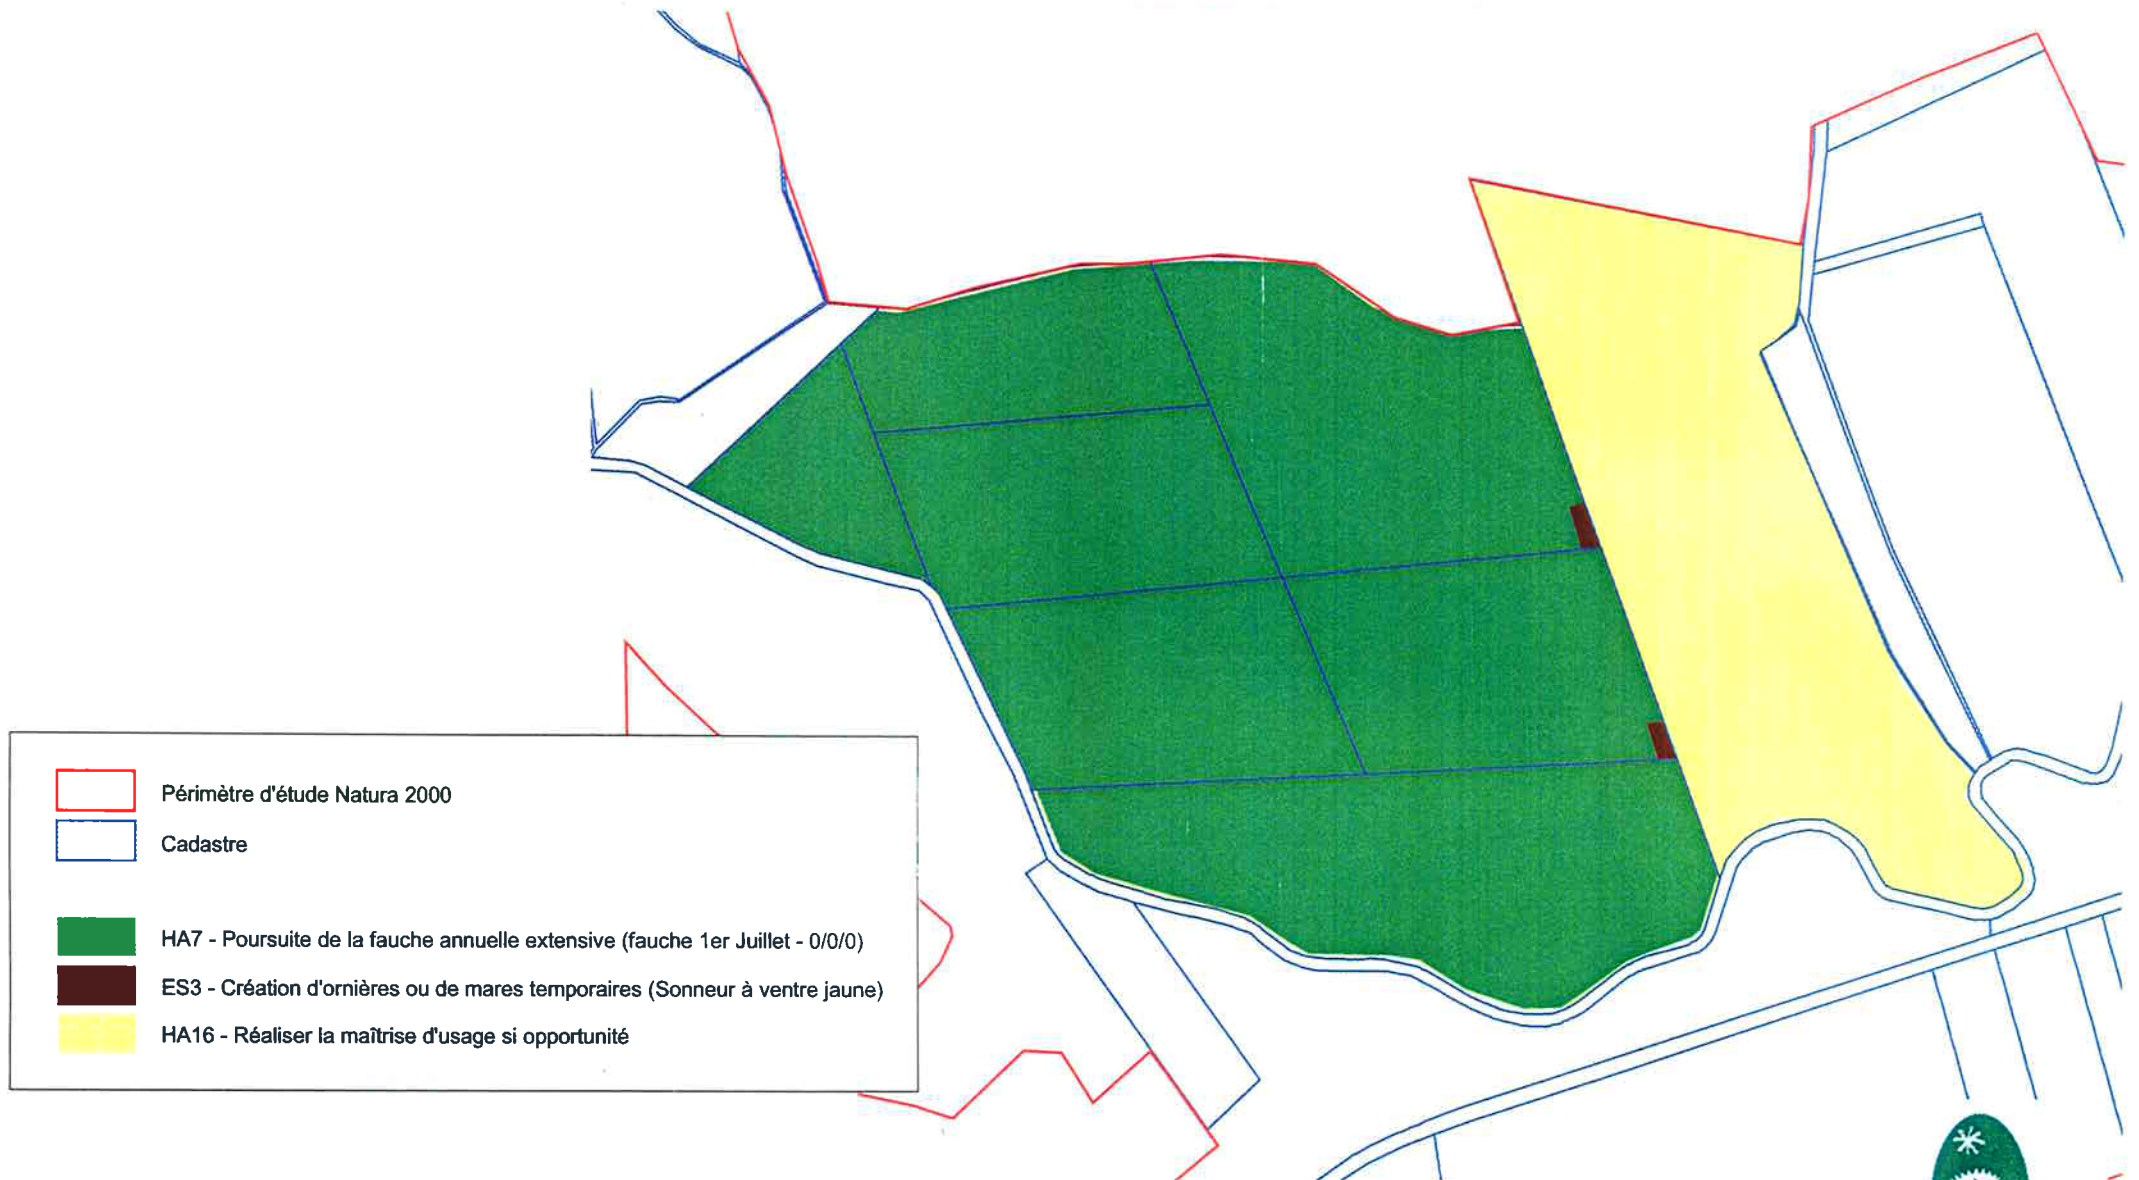 Périmètre d'étude Natura 2000
Cadastre
HA7 - Poursuite de la fauche annuelle extensive (fauche 1er Juillet - 0/0/0)
ES3 - Création d'ornières ou de mares temporaires (Sonneur à ventre jaune)
HA16 - Réaliser la maîtrise d'usage si opportunité